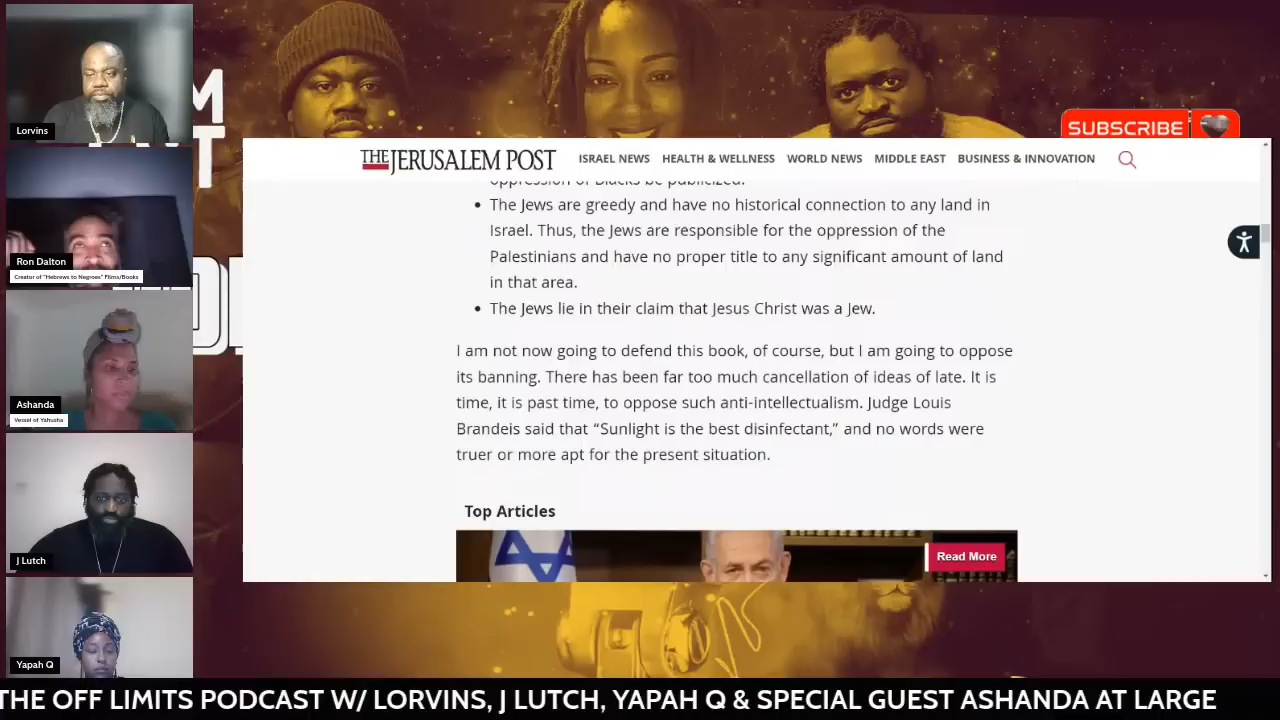 Lorvins
Ron Dalton
Creator of "Hebrews to Negroes" Films/Books
Ashanda
Vessel of Yahusha
J Lutch
Yapah Q
M
SUBSCRIBE
THE JERUSALEM POST
ISRAEL NEWS HEALTH & WELLNESS WORLD NEWS MIDDLE EAST BUSINESS & INNOVATION
oppression of Blacks be publicized.
• The Jews are greedy and have no historical connection to any land in
Israel. Thus, the Jews are responsible for the oppression of the
Palestinians and have no proper title to any significant amount of land
in that area.
• The Jews lie in their claim that Jesus Christ was a Jew.
I am not now going to defend this book, of course, but I am going to oppose
its banning. There has been far too much cancellation of ideas of late. It is
time, it is past time, to oppose such anti-intellectualism. Judge Louis
Brandeis said that “Sunlight is the best disinfectant,” and no words were
truer or more apt for the present situation.
Top Articles
Read More
THE OFF LIMITS PODCAST W/ LORVINS, J LUTCH, YAPAH Q & SPECIAL GUEST ASHANDA AT LARGE